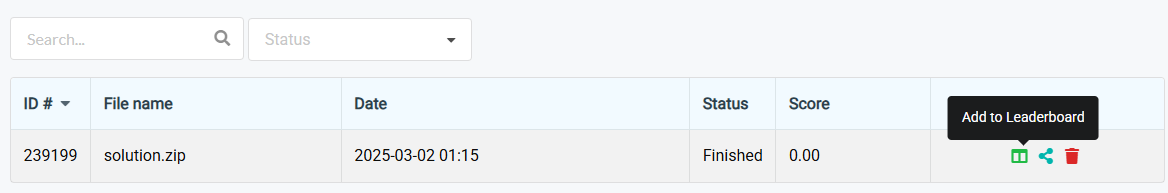 Search...
Status
ID # File name Date Status Score
Add to Leaderboard
239199 solution.zip 2025-03-02 01:15 Finished 0.00